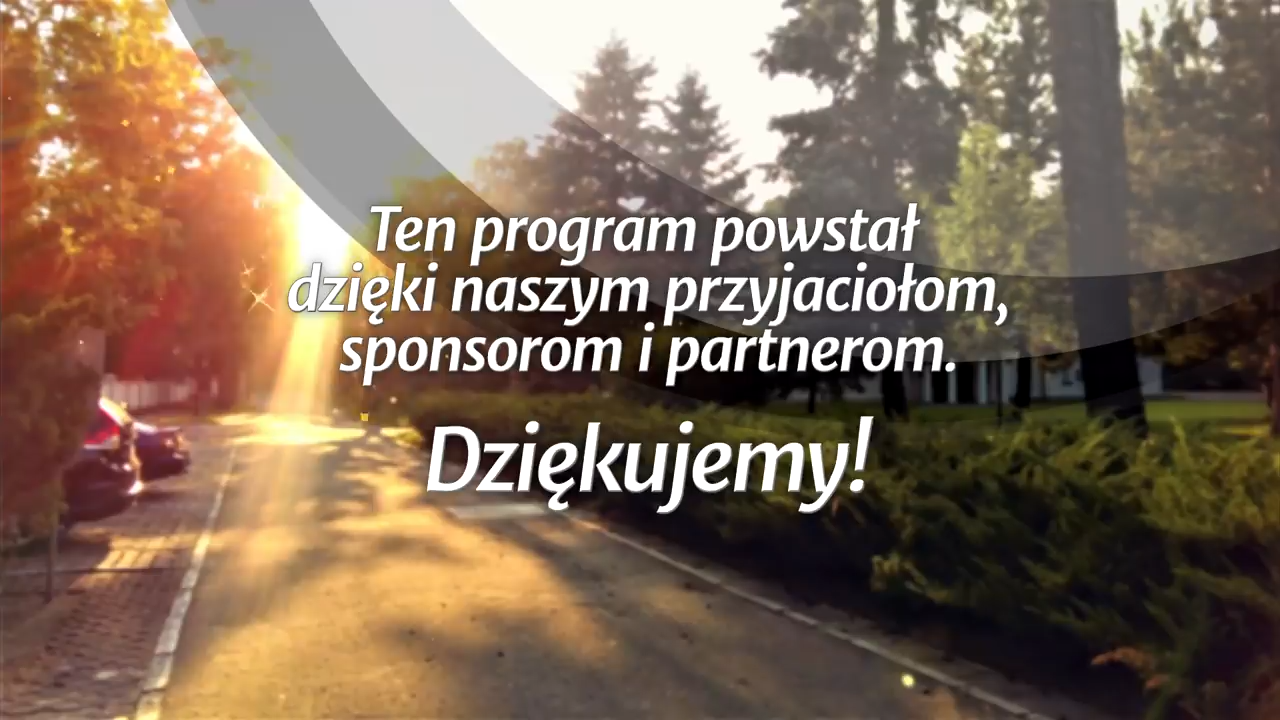 Ten program powstał
dzięki naszym przyjaciołom,
sponsorom i partnerom.
Dziękujemy!